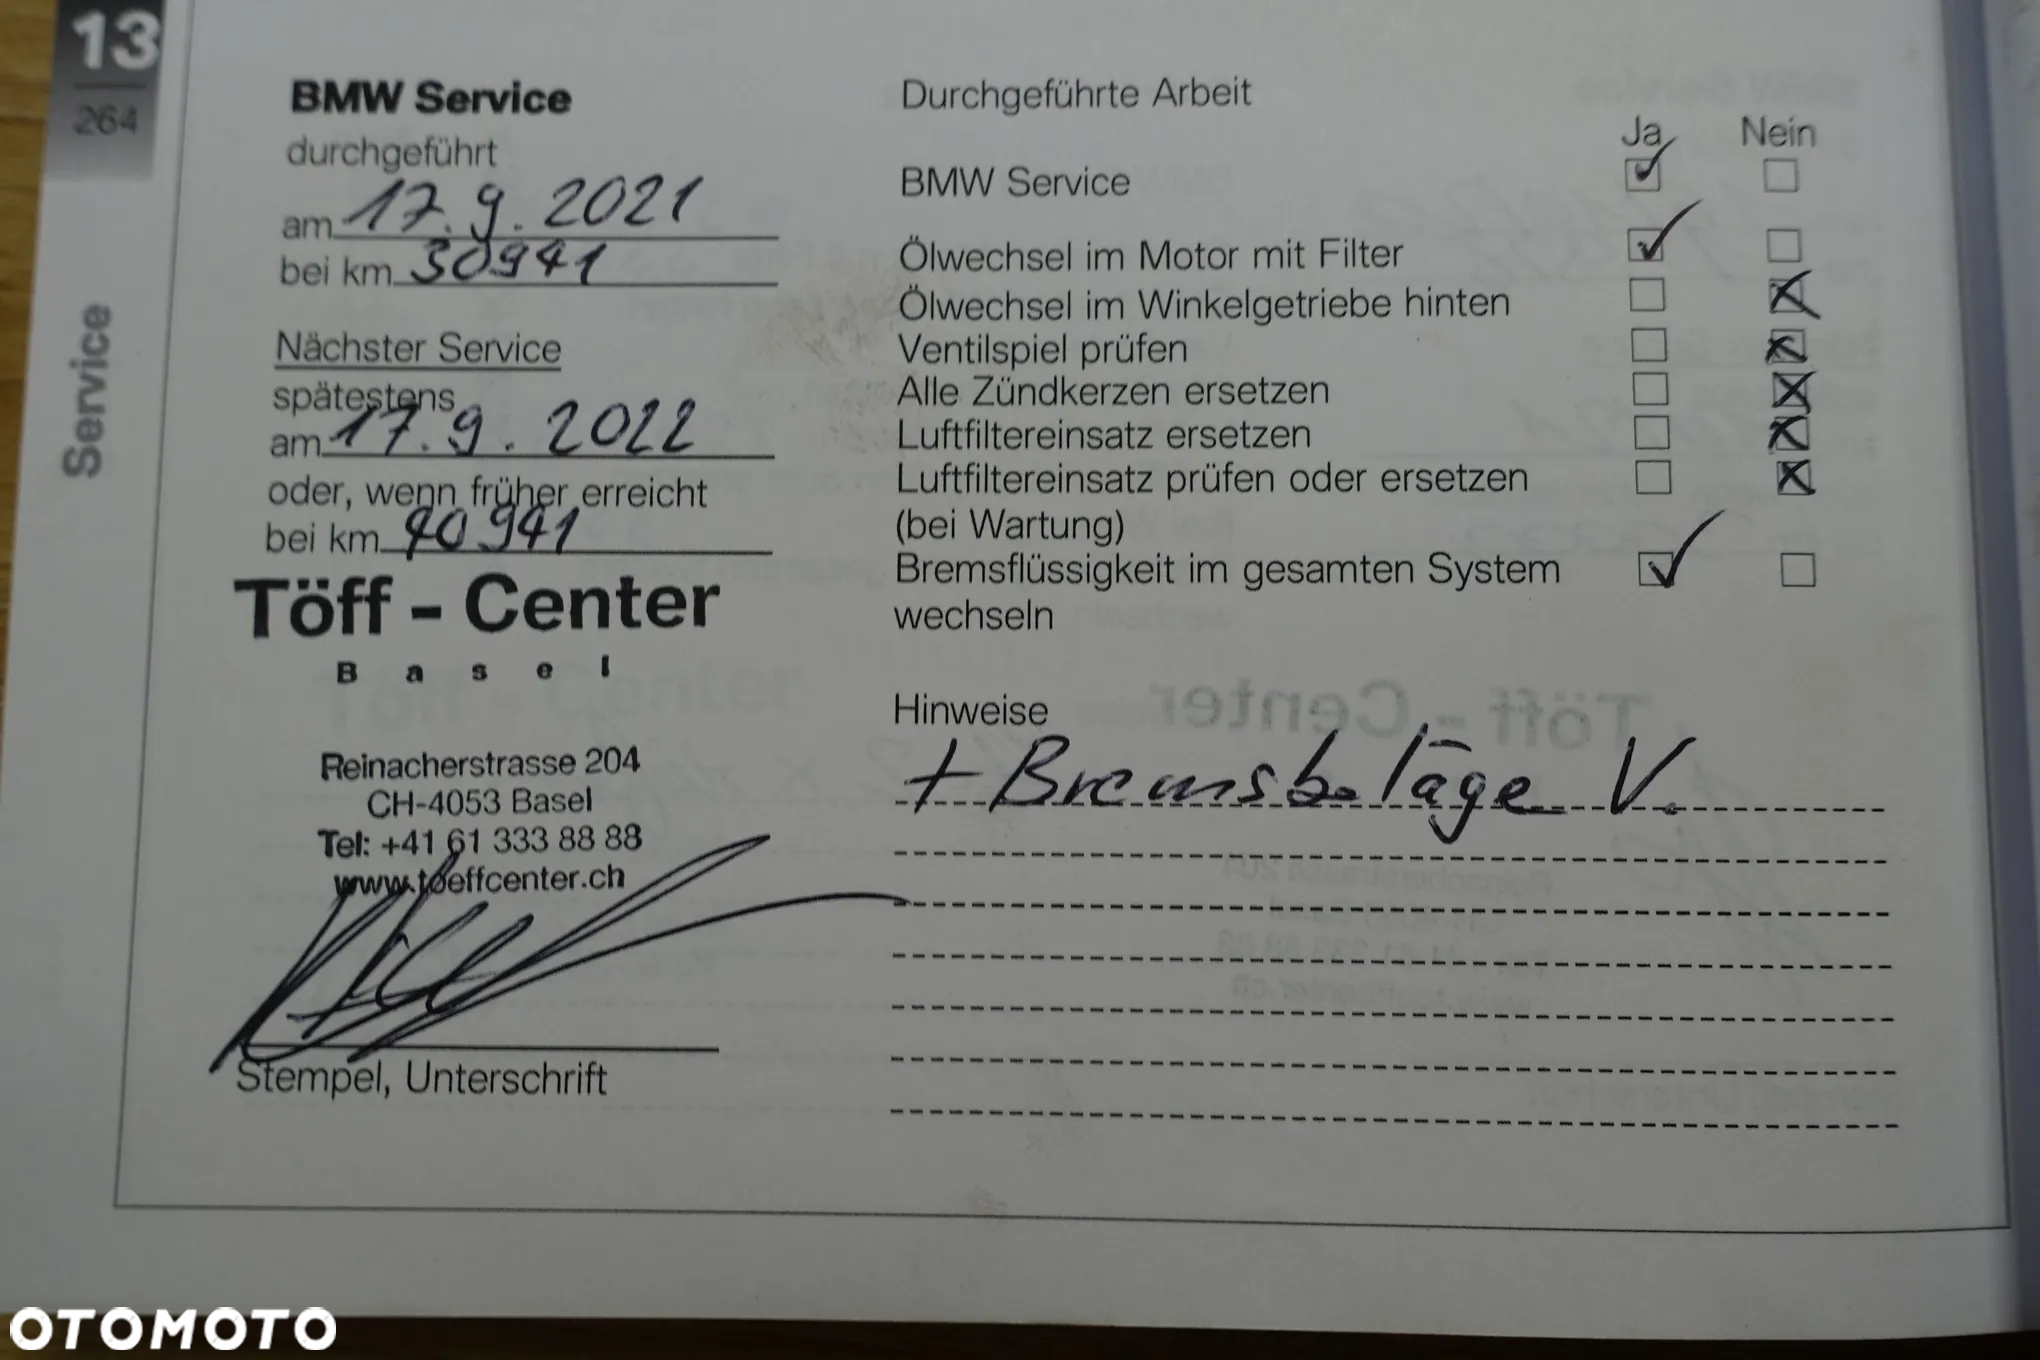 13
264
Service
BMW Service
durchgeführt
am 17.9.2021
bei km 30941
Nächster Service
spätestens
am 17.9.2022
oder, wenn früher erreicht
bei km 40941
Töff - Center
Basel
Reinacherstrasse 204
CH-4053 Basel
Tel: +41 61 333 88 88
www.toeffcenter.ch
Stempel, Unterschrift
Durchgeführte Arbeit
Ja Nein
BMW Service
Ölwechsel im Motor mit Filter
Ölwechsel im Winkelgetriebe hinten
Ventilspiel prüfen
Alle Zündkerzen ersetzen
Luftfiltereinsatz ersetzen
Luftfiltereinsatz prüfen oder ersetzen
(bei Wartung)
Bremsflüssigkeit im gesamten System
wechseln
Hinweise
+ Bremsbeläge V.
OTOMOTO